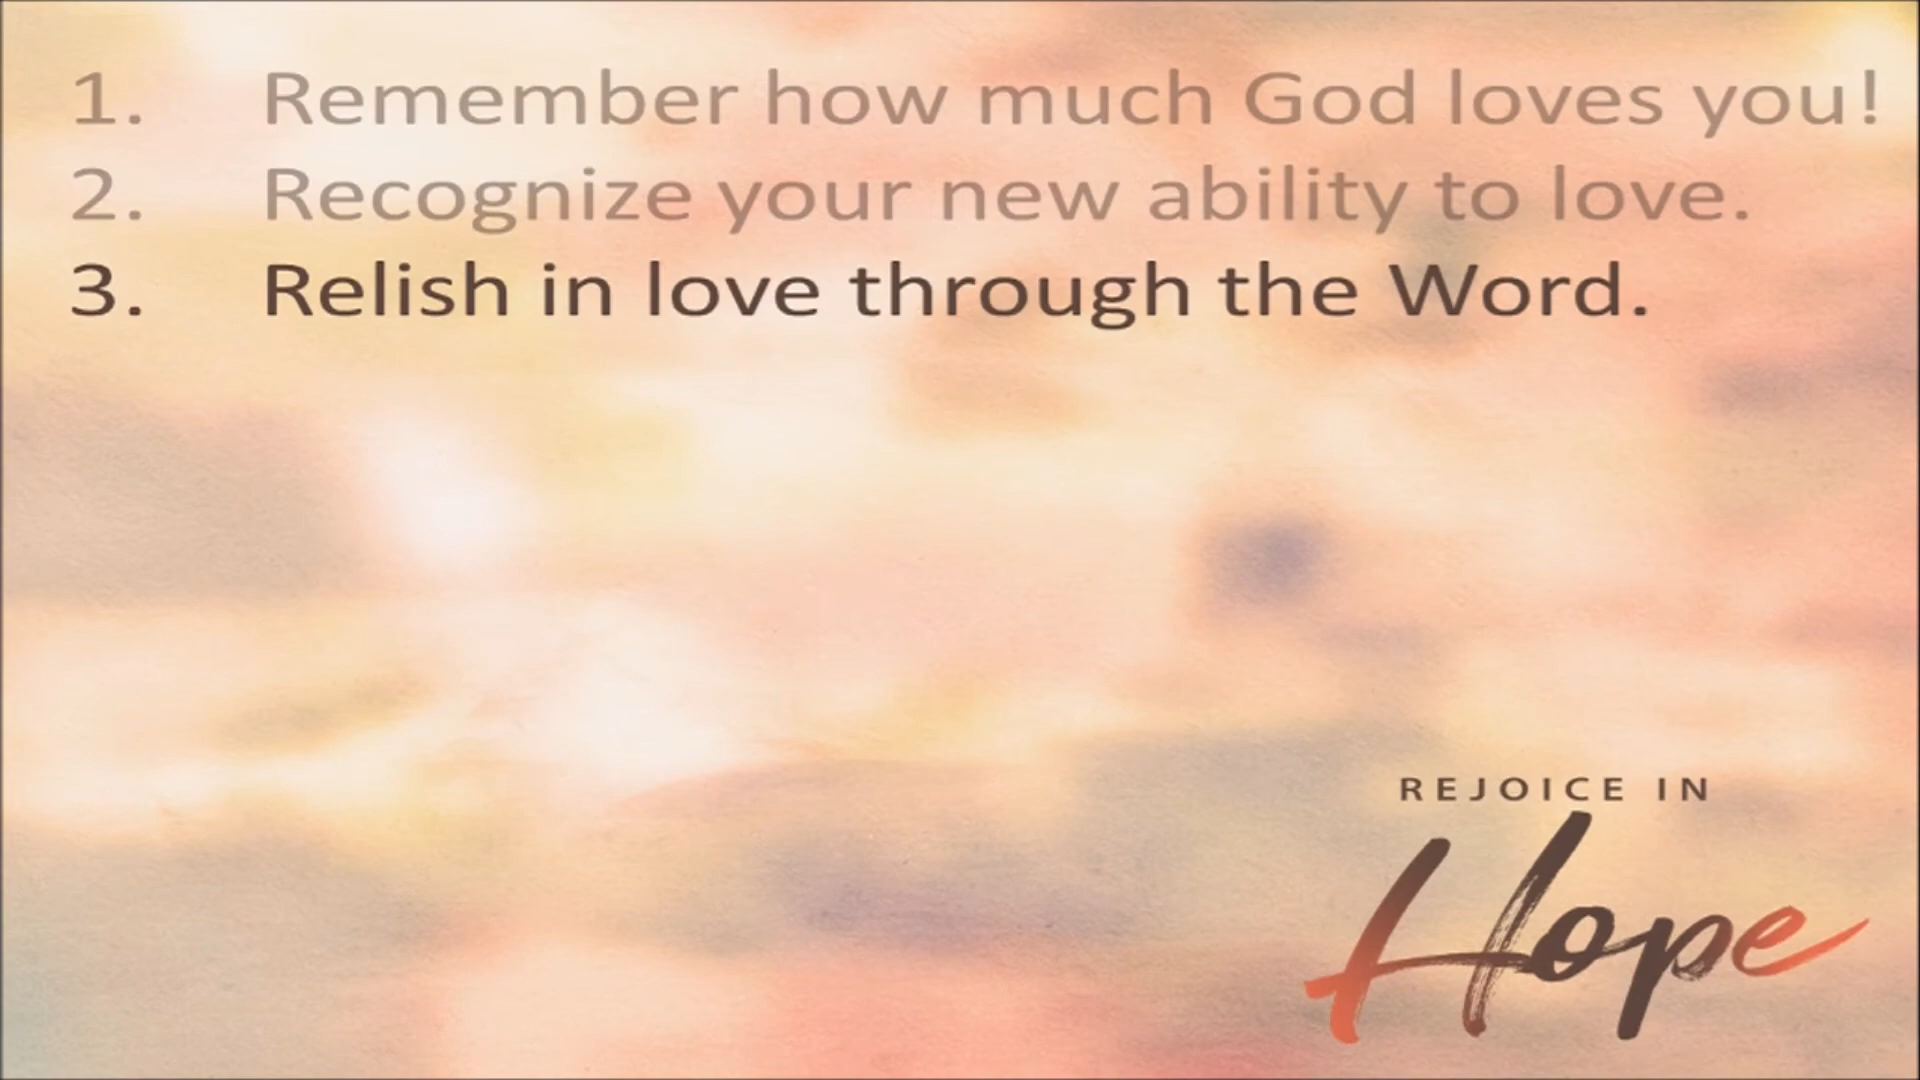 1. Remember how much God loves you!
2. Recognize your new ability to love.
3. Relish in love through the Word.
REJOICE IN
Hope